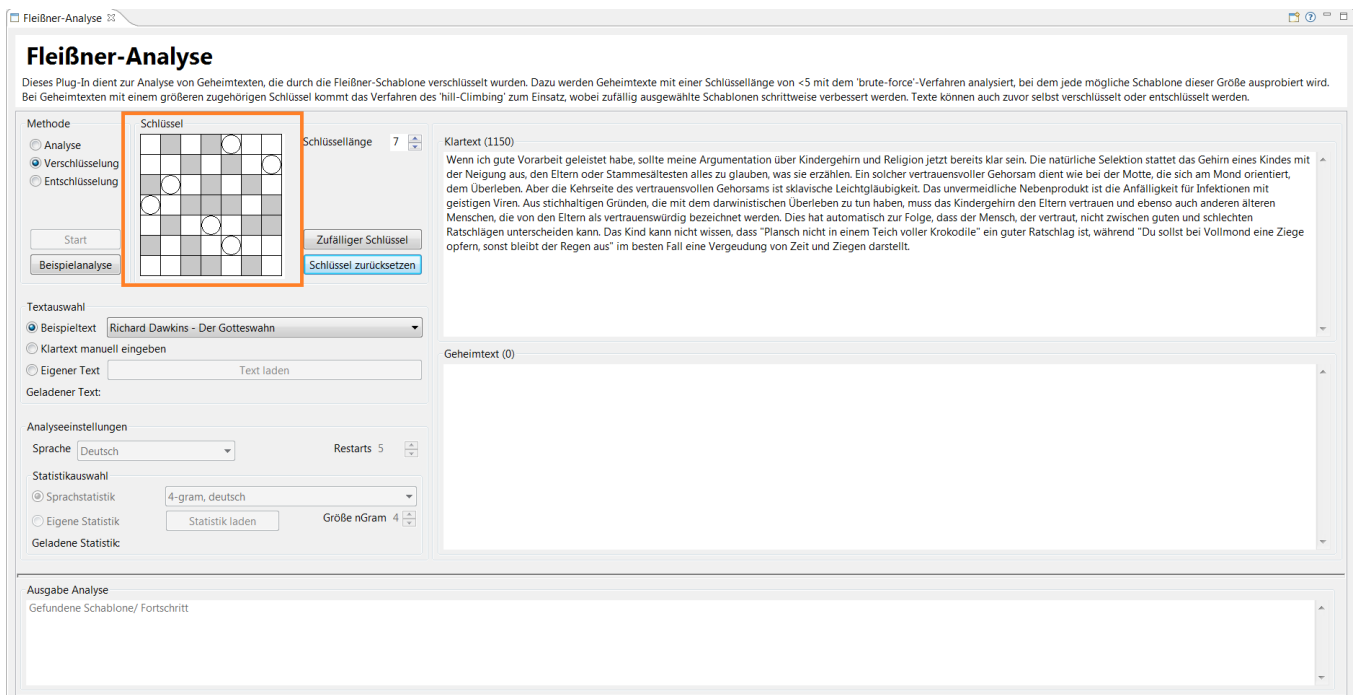 Fleißner-Analyse
Fleißner-Analyse
Dieses Plug-In dient zur Analyse von Geheimtexten, die durch die Fleißner-Schablone verschlüsselt wurden. Dazu werden Geheimtexte mit einer Schlüssellänge von <5 mit dem 'brute-force'-Verfahren analysiert, bei dem jede mögliche Schablone dieser Größe ausprobiert wird.
Bei Geheimtexten mit einem größeren zugehörigen Schlüssel kommt das Verfahren des 'hill-Climbing' zum Einsatz, wobei zufällig ausgewählte Schablonen schrittweise verbessert werden. Texte können auch zuvor selbst verschlüsselt oder entschlüsselt werden.
Methode
Analyse
Verschlüsselung
Entschlüsselung
Start
Beispielanalyse
Schlüssel
Schlüssellänge 7
Zufälliger Schlüssel
Schlüssel zurücksetzen
Textauswahl
Beispieltext Richard Dawkins - Der Gotteswahn
Klartext manuell eingeben
Eigener Text Text laden
Geladener Text:
Analyseeinstellungen
Sprache Deutsch Restarts 5
Statistikauswahl
Sprachstatistik 4-gram, deutsch
Eigene Statistik Statistik laden Größe nGram 4
Geladene Statistik:
Klartext (1150)
Wenn ich gute Vorarbeit geleistet habe, sollte meine Argumentation über Kindergehirn und Religion jetzt bereits klar sein. Die natürliche Selektion stattet das Gehirn eines Kindes mit
der Neigung aus, den Eltern oder Stammesältesten alles zu glauben, was sie erzählen. Ein solcher vertrauensvoller Gehorsam dient wie bei der Motte, die sich am Mond orientiert,
dem Überleben. Aber die Kehrseite des vertrauensvollen Gehorsams ist sklavische Leichtgläubigkeit. Das unvermeidliche Nebenprodukt ist die Anfälligkeit für Infektionen mit
geistigen Viren. Aus stichhaltigen Gründen, die mit dem darwinistischen Überleben zu tun haben, muss das Kindergehirn den Eltern vertrauen und ebenso auch anderen älteren
Menschen, die von den Eltern als vertrauenswürdig bezeichnet werden. Dies hat automatisch zur Folge, dass der Mensch, der vertraut, nicht zwischen guten und schlechten
Ratschlägen unterscheiden kann. Das Kind kann nicht wissen, dass "Plansch nicht in einem Teich voller Krokodile" ein guter Ratschlag ist, während "Du sollst bei Vollmond eine Ziege
opfern, sonst bleibt der Regen aus" im besten Fall eine Vergeudung von Zeit und Ziegen darstellt.
Geheimtext (0)
Ausgabe Analyse
Gefundene Schablone/ Fortschritt